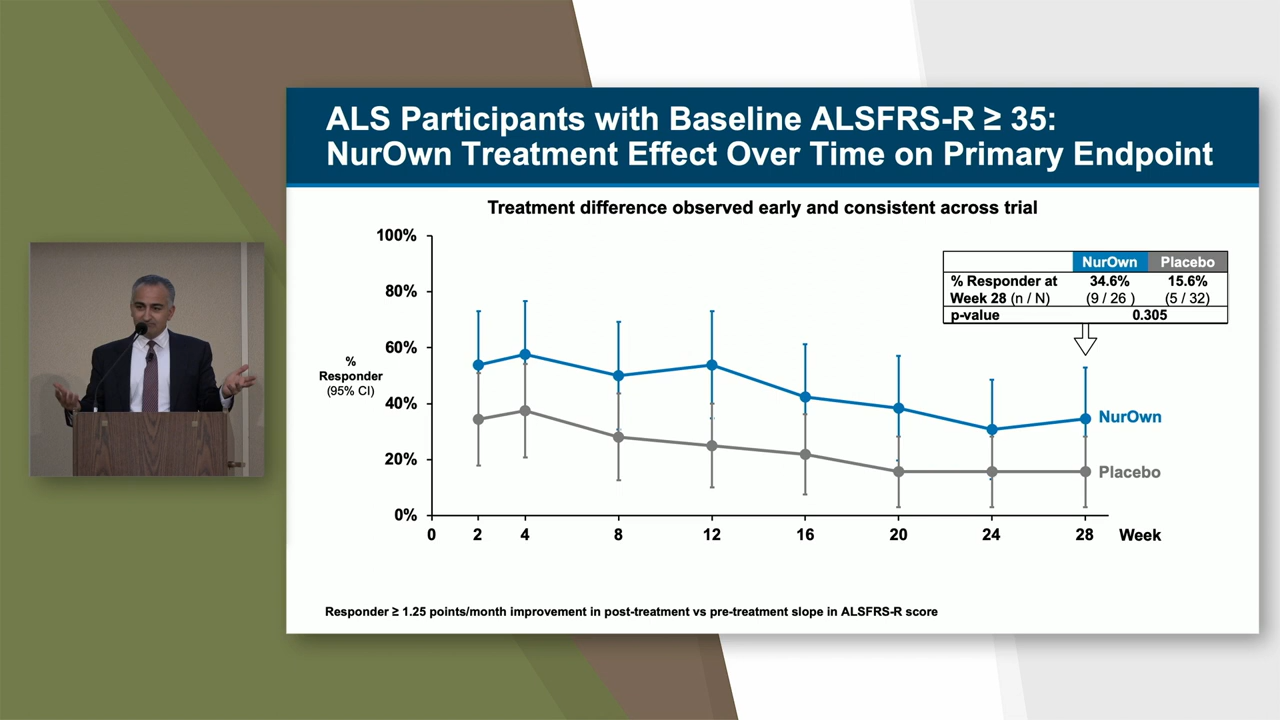 ALS Participants with Baseline ALSFRS-R ≥ 35:
NurOwn Treatment Effect Over Time on Primary Endpoint
Treatment difference observed early and consistent across trial
100%
80%
60%
40%
20%
0%
%
Responder
(95% CI)
NurOwn Placebo
% Responder at 34.6% 15.6%
Week 28 (n / N) (9 / 26 ) (5 / 32)
p-value 0.305
NurOwn
Placebo
0 2 4 8 12 16 20 24 28 Week
Responder ≥ 1.25 points/month improvement in post-treatment vs pre-treatment slope in ALSFRS-R score